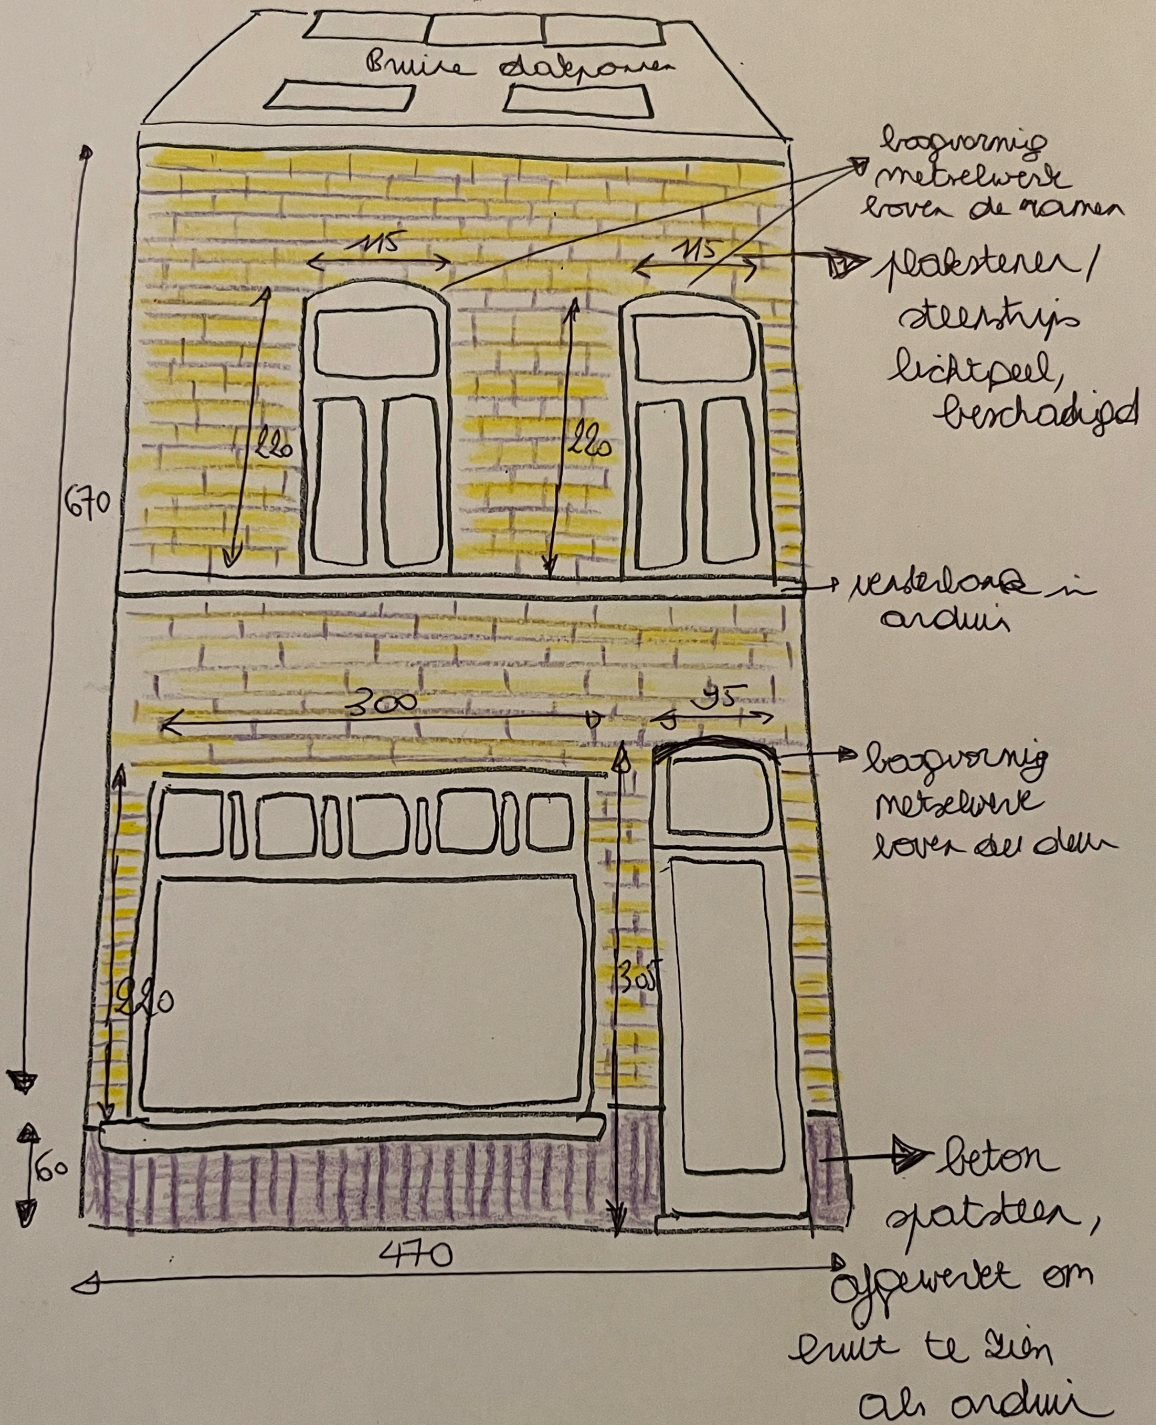 Bruine dakpannen
boogvormig
metselwerk
boven de ramen
115
115
plakstenen/
steenstrips
lichtgeel,
beschadigd
220
220
670
vensterbank in
arduin
300
95
boogvormig
metselwerk
boven de deur
220
305
60
beton
spatsteen,
afgewerkt om
eruit te zien
als arduin
470